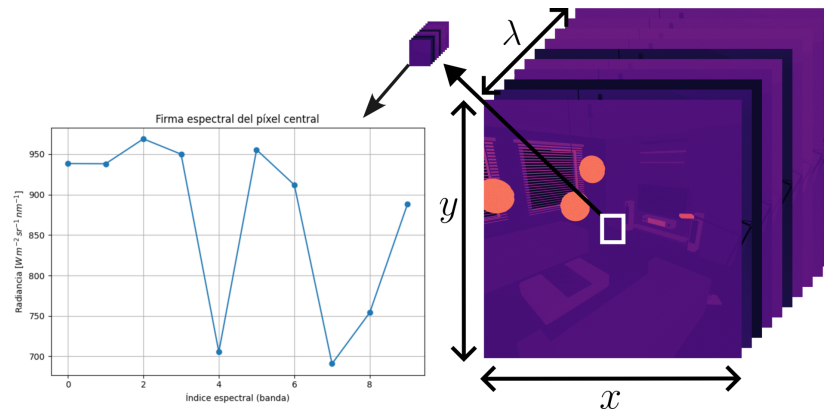 λ
Firma espectral del píxel central
950
900
850
800
750
700
Radiancia [W m⁻² sr⁻¹ nm⁻¹]
0
2
4
6
8
Índice espectral (banda)
y
x